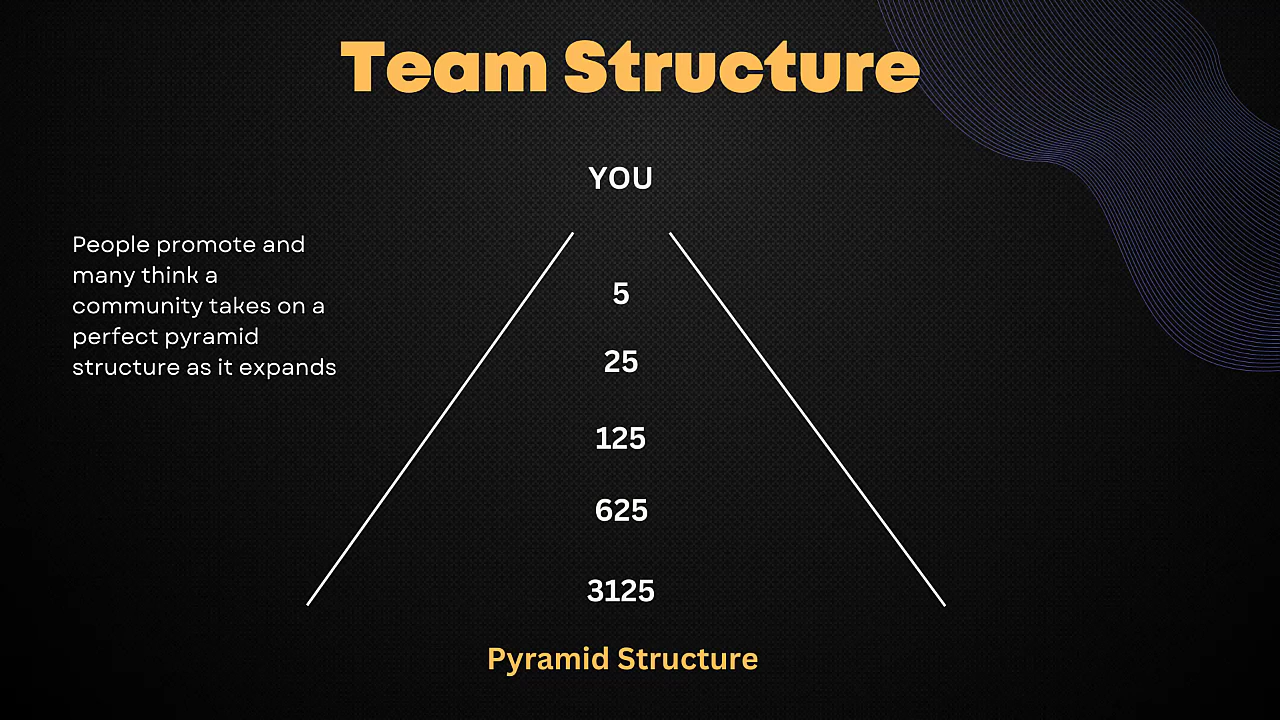 Team Structure
YOU
People promote and
many think a
community takes on a
perfect pyramid
structure as it expands
5
25
125
625
3125
Pyramid Structure